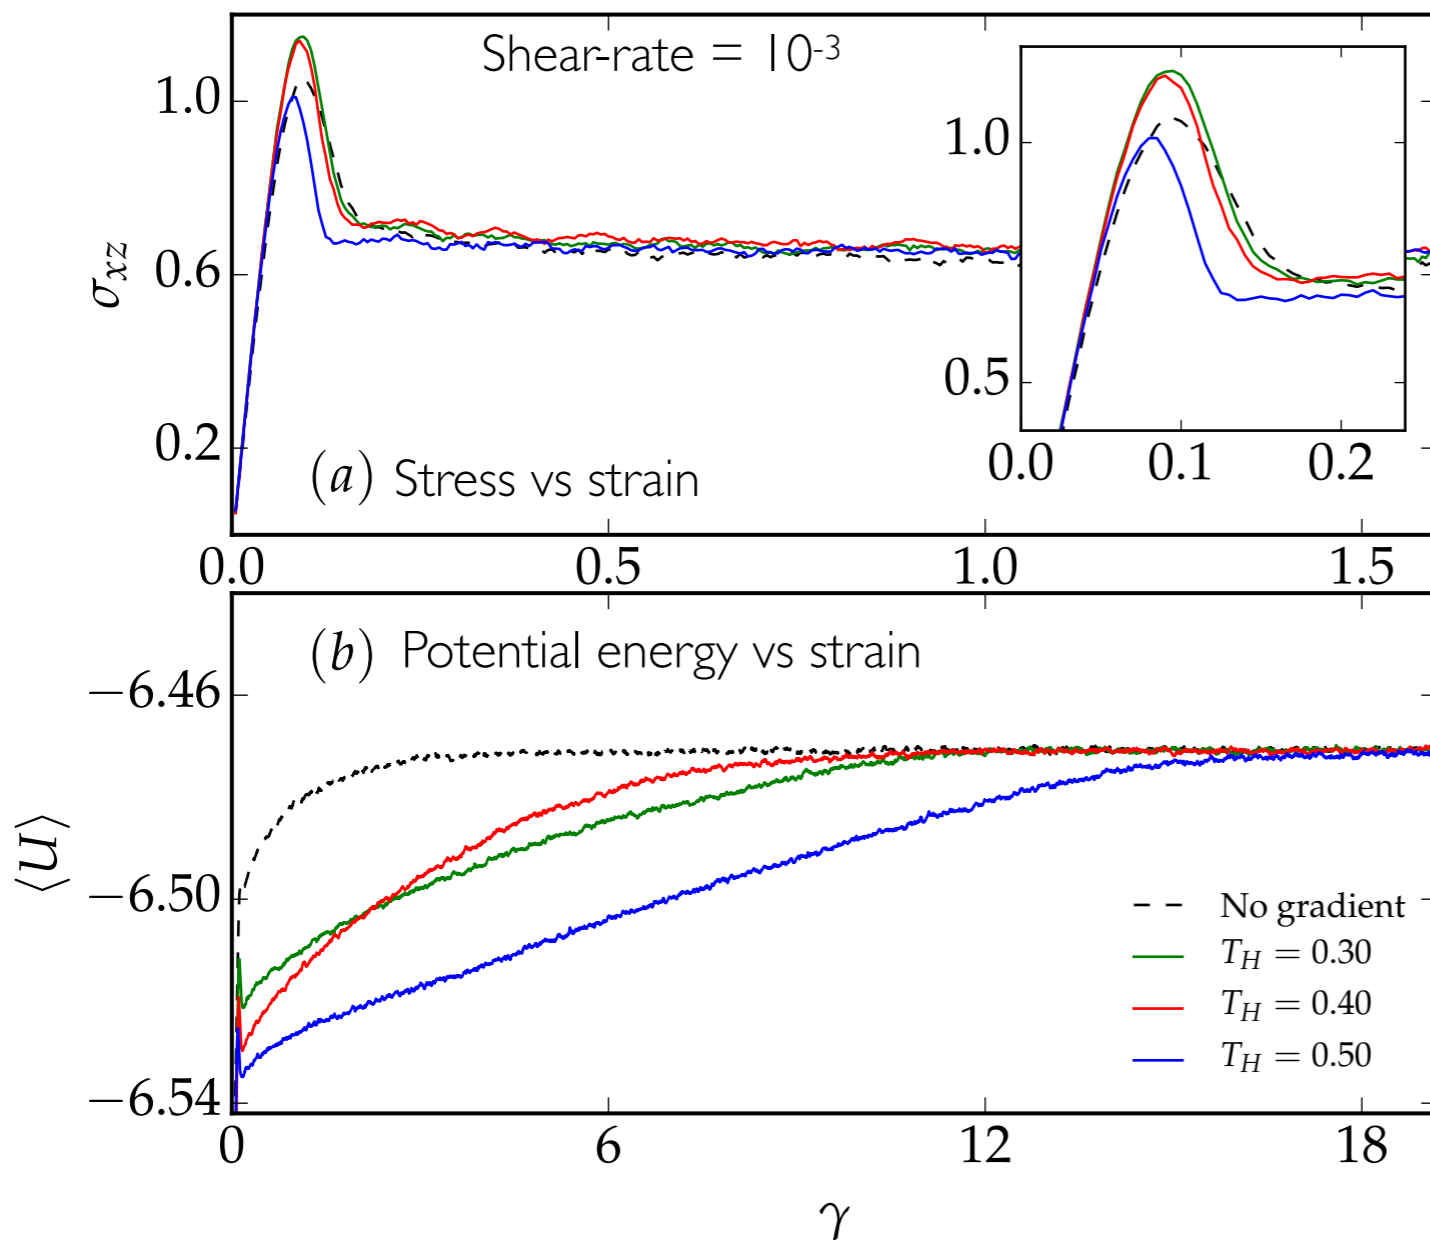 Shear-rate = 10-3
1.0
0.6
0.2
σxz
(a) Stress vs strain
1.0
0.5
0.0 0.1 0.2
0.0 0.5 1.0 1.5
(b) Potential energy vs strain
−6.46
−6.50
−6.54
⟨U⟩
No gradient
TH = 0.30
TH = 0.40
TH = 0.50
0 6 12 18
γ